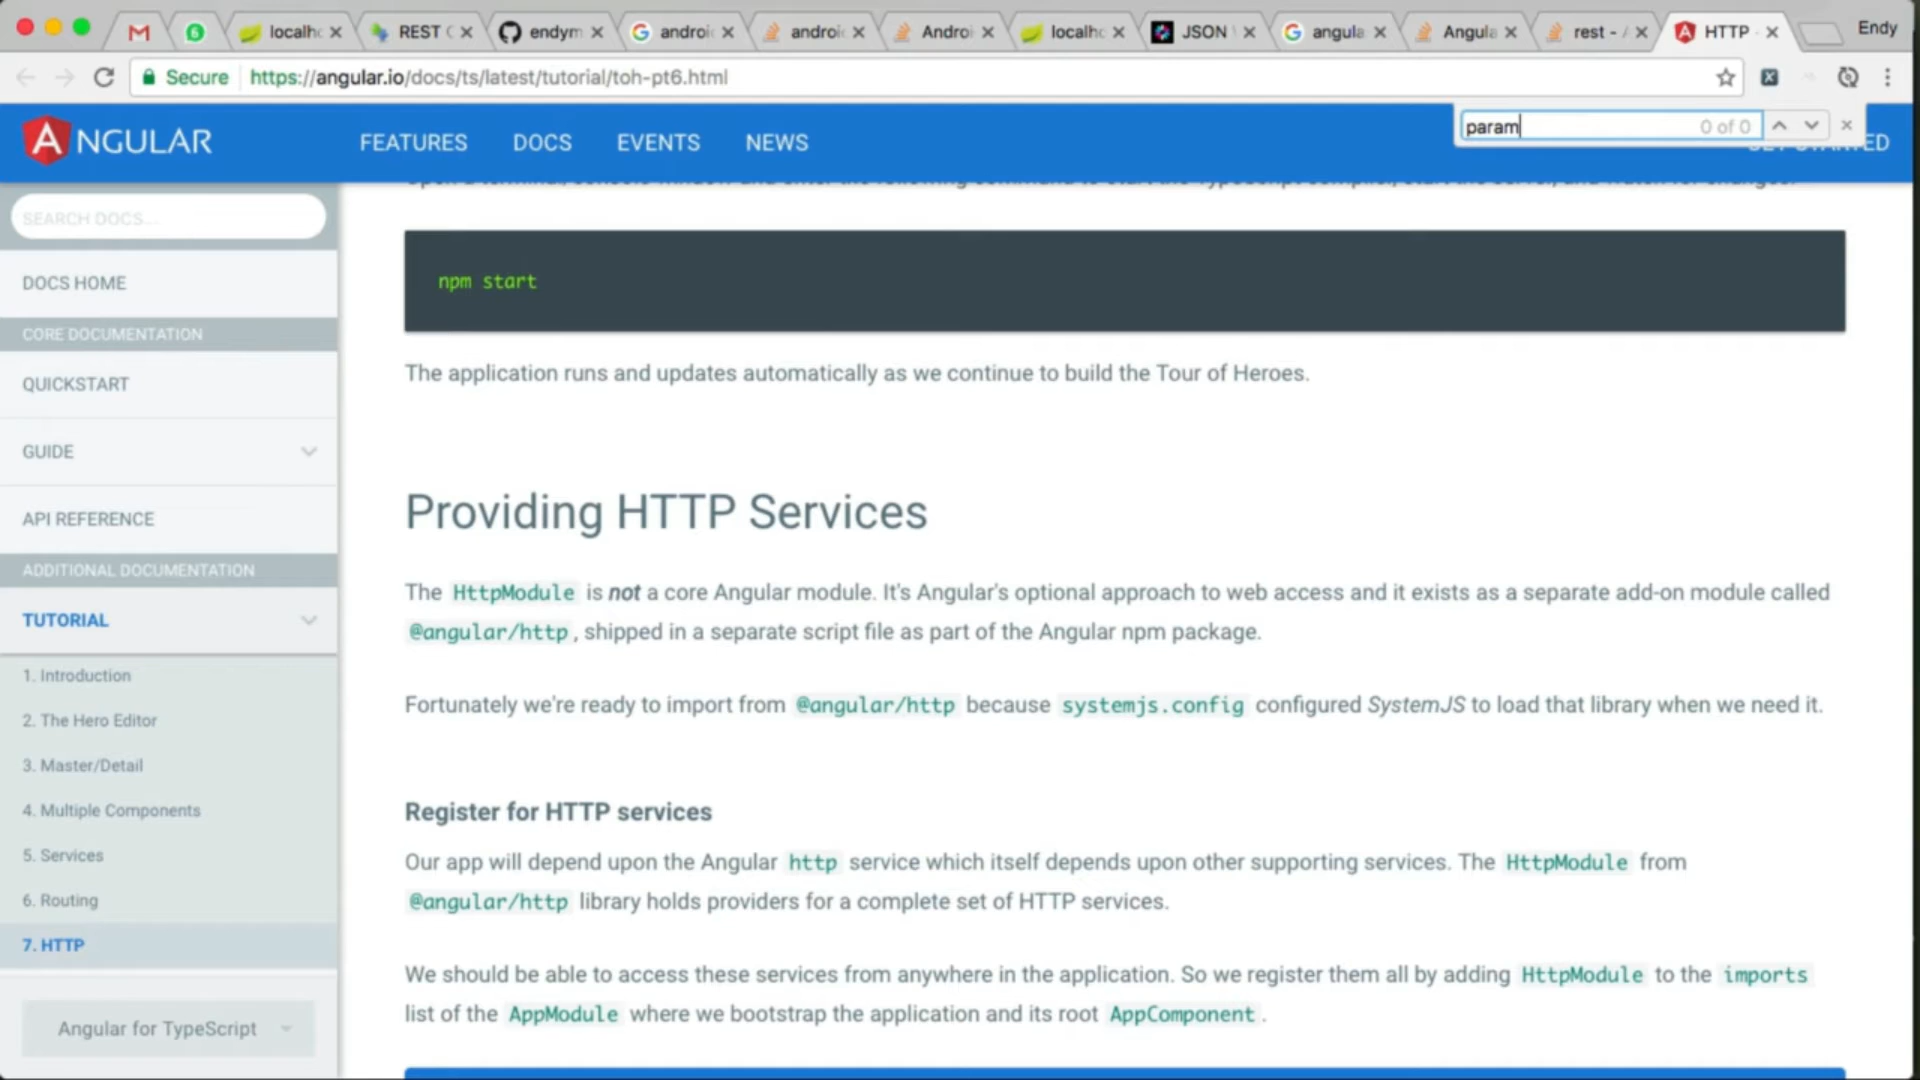 localho
REST C
endym
androi
androi
Androi
localho
JSON
angula
Angula
rest - /
HTTP
Endy
Secure https://angular.io/docs/ts/latest/tutorial/toh-pt6.html
param 0 of 0
ANGULAR FEATURES DOCS EVENTS NEWS
SEARCH DOCS...
DOCS HOME
CORE DOCUMENTATION
QUICKSTART
GUIDE
API REFERENCE
ADDITIONAL DOCUMENTATION
TUTORIAL
1. Introduction
2. The Hero Editor
3. Master/Detail
4. Multiple Components
5. Services
6. Routing
7. HTTP
Angular for TypeScript
npm start
The application runs and updates automatically as we continue to build the Tour of Heroes.
Providing HTTP Services
The HttpModule is not a core Angular module. It's Angular's optional approach to web access and it exists as a separate add-on module called
@angular/http, shipped in a separate script file as part of the Angular npm package.
Fortunately we're ready to import from @angular/http because systemjs.config configured SystemJS to load that library when we need it.
Register for HTTP services
Our app will depend upon the Angular http service which itself depends upon other supporting services. The HttpModule from
@angular/http library holds providers for a complete set of HTTP services.
We should be able to access these services from anywhere in the application. So we register them all by adding HttpModule to the imports
list of the AppModule where we bootstrap the application and its root AppComponent.